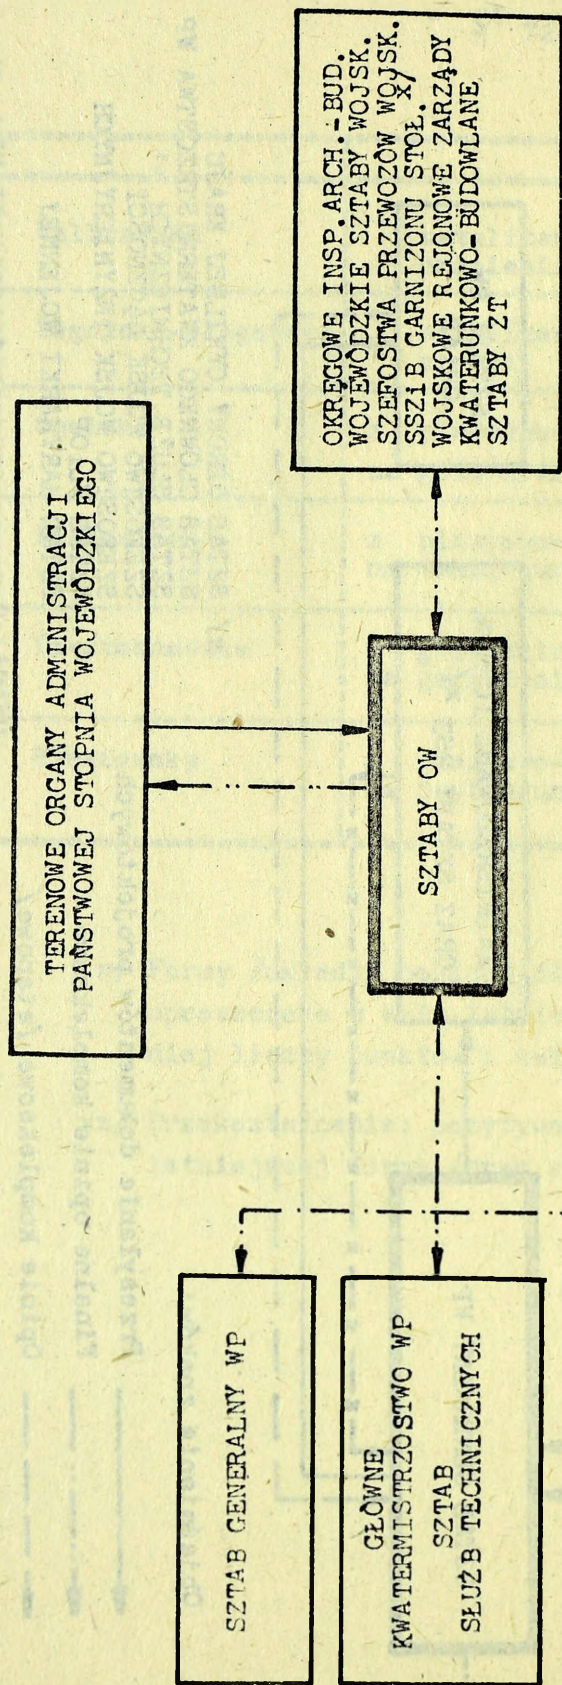 TERENOWE ORGANY ADMINISTRACJI
PAŃSTWOWEJ STOPNIA WOJEWÓDZKIEGO
SZTAB GENERALNY WP
GŁÓWNE
KWATERMISTRZOSTWO WP
SZTAB
SŁUŻB TECHNICZNYCH
SZTABY OW
OKRĘGOWE INSP.ARCH.-BUD.
WOJEWÓDZKIE SZTABY WOJSK.
SZEFOSTWA PRZEWOZÓW WOJSK.
SSZiB GARNIZONU STOŁ. x/
WOJSKOWE REJONOWE ZARZĄDY
KWATERUNKOWO-BUDOWLANE
SZTABY ZT